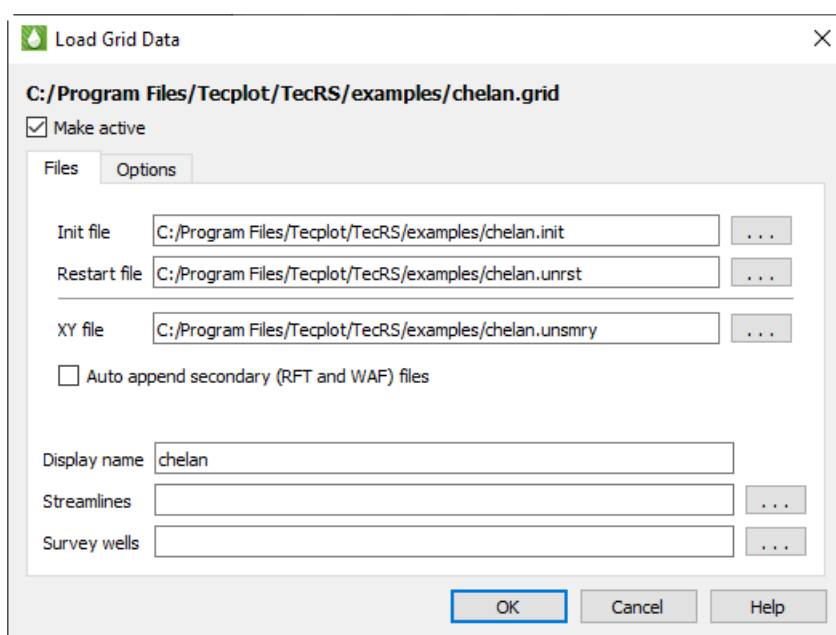 Load Grid Data
C:/Program Files/Tecplot/TecRS/examples/chelan.grid
Make active
Files Options
Init file C:/Program Files/Tecplot/TecRS/examples/chelan.init ...
Restart file C:/Program Files/Tecplot/TecRS/examples/chelan.unrst ...
XY file C:/Program Files/Tecplot/TecRS/examples/chelan.unsmry ...
Auto append secondary (RFT and WAF) files
Display name chelan
Streamlines ...
Survey wells ...
OK Cancel Help